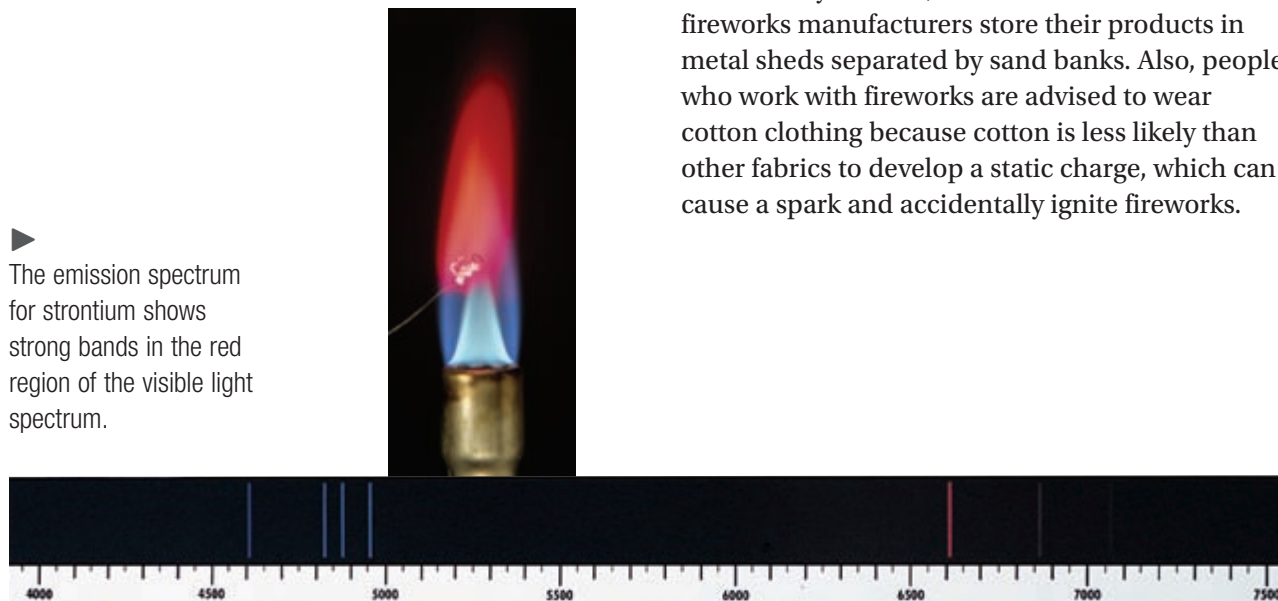 fireworks manufacturers store their products in
metal sheds separated by sand banks. Also, people
who work with fireworks are advised to wear
cotton clothing because cotton is less likely than
other fabrics to develop a static charge, which can
cause a spark and accidentally ignite fireworks.
The emission spectrum
for strontium shows
strong bands in the red
region of the visible light
spectrum.
4000 4500 5000 5500 6000 6500 7000 7500